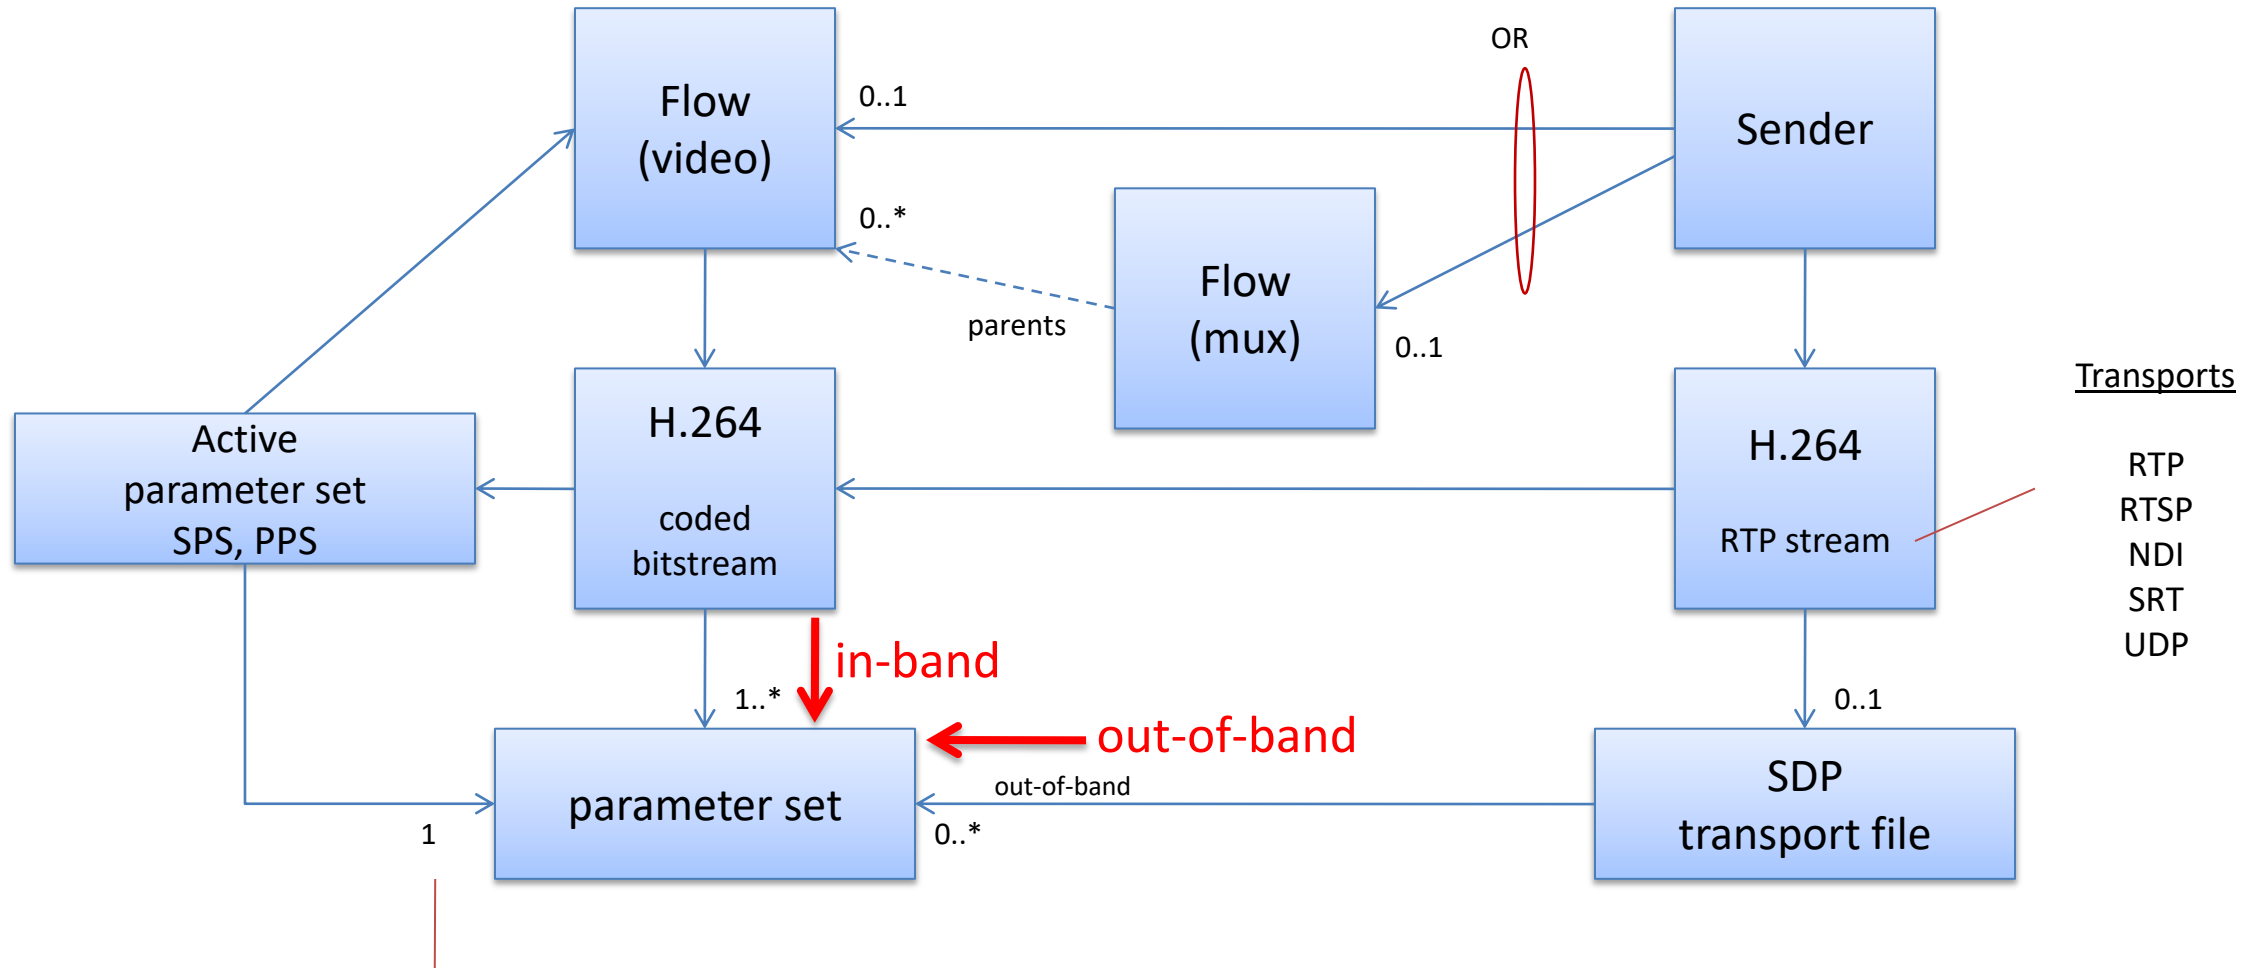 OR
Flow
(video)
0..1
Sender
0..*
Flow
(mux)
parents
0..1
Transports
Active
parameter set
SPS, PPS
H.264
coded
bitstream
H.264
RTP stream
RTP
RTSP
NDI
SRT
UDP
in-band
1..*
0..1
out-of-band
out-of-band
parameter set
1
0..*
SDP
transport file